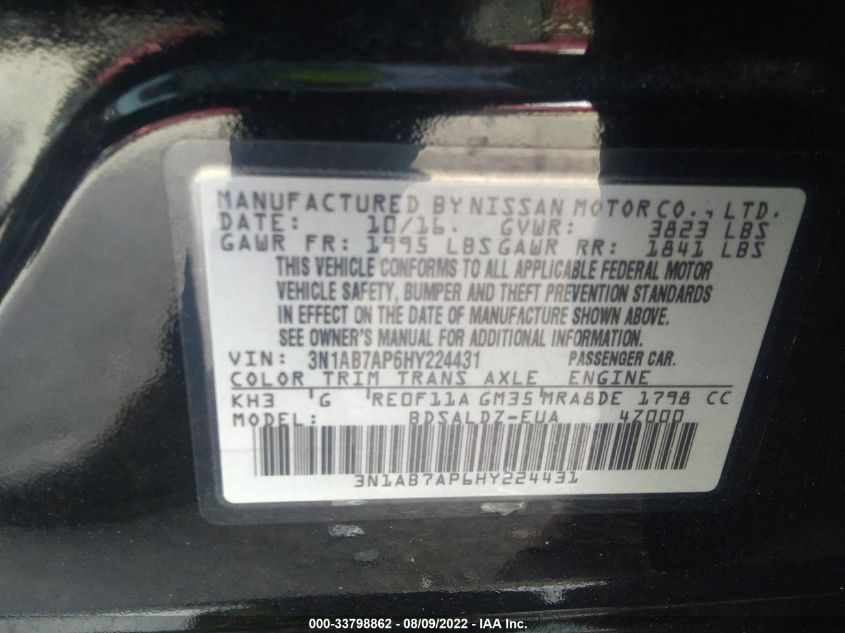 MANUFACTURED BY NISSAN MOTOR CO., LTD.
DATE: 10/16. GVWR: 3823 LBS
GAWR FR: 1995 LBS GAWR RR: 1841 LBS
THIS VEHICLE CONFORMS TO ALL APPLICABLE FEDERAL MOTOR
VEHICLE SAFETY, BUMPER AND THEFT PREVENTION STANDARDS
IN EFFECT ON THE DATE OF MANUFACTURE SHOWN ABOVE.
SEE OWNER'S MANUAL FOR ADDITIONAL INFORMATION.
VIN: 3N1AB7AP6HY224431 PASSENGER CAR.
COLOR TRIM TRANS AXLE ENGINE
KH3 G RE0F11A GM35 MRA8DE 1798 CC
MODEL: BDSALDZ-EUA 4Z000
3N1AB7AP6HY224431
000-33798862 - 08/09/2022 - IAA Inc.